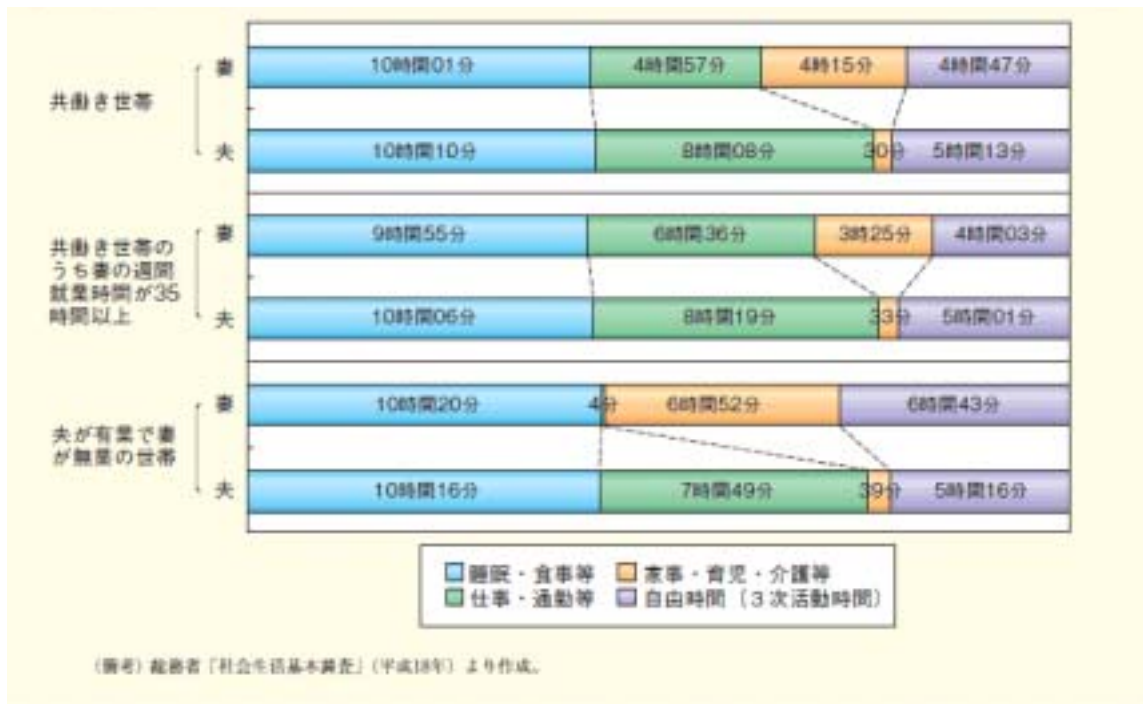 共働き世帯
妻 10時間01分 4時間57分 4時15分 4時間47分
夫 10時間10分 8時間08分 30分 5時間13分
共働き世帯の
うち妻の週間
就業時間が35
時間以上
妻 9時間55分 6時間36分 3時25分 4時間03分
夫 10時間06分 8時間19分 33分 5時間01分
夫が有業で妻
が無業の世帯
妻 10時間20分 4分 6時間52分 6時間43分
夫 10時間16分 7時間49分 39分 5時間16分
睡眠・食事等 家事・育児・介護等
仕事・通勤等 自由時間（3次活動時間）
（備考）総務省「社会生活基本調査」（平成18年）より作成。